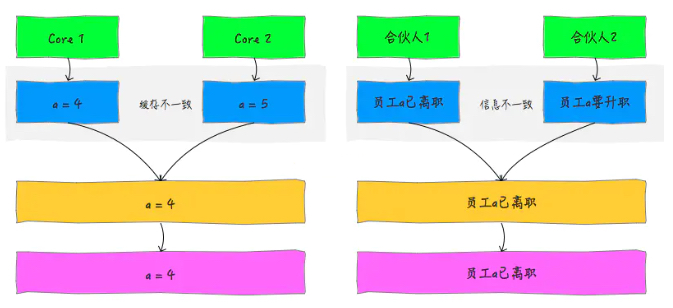 Core 1
Core 2
合伙人1
合伙人2
a = 4
缓存不一致
a = 5
员工a已离职
信息不一致
员工a要升职
a = 4
员工a已离职
a = 4
员工a已离职